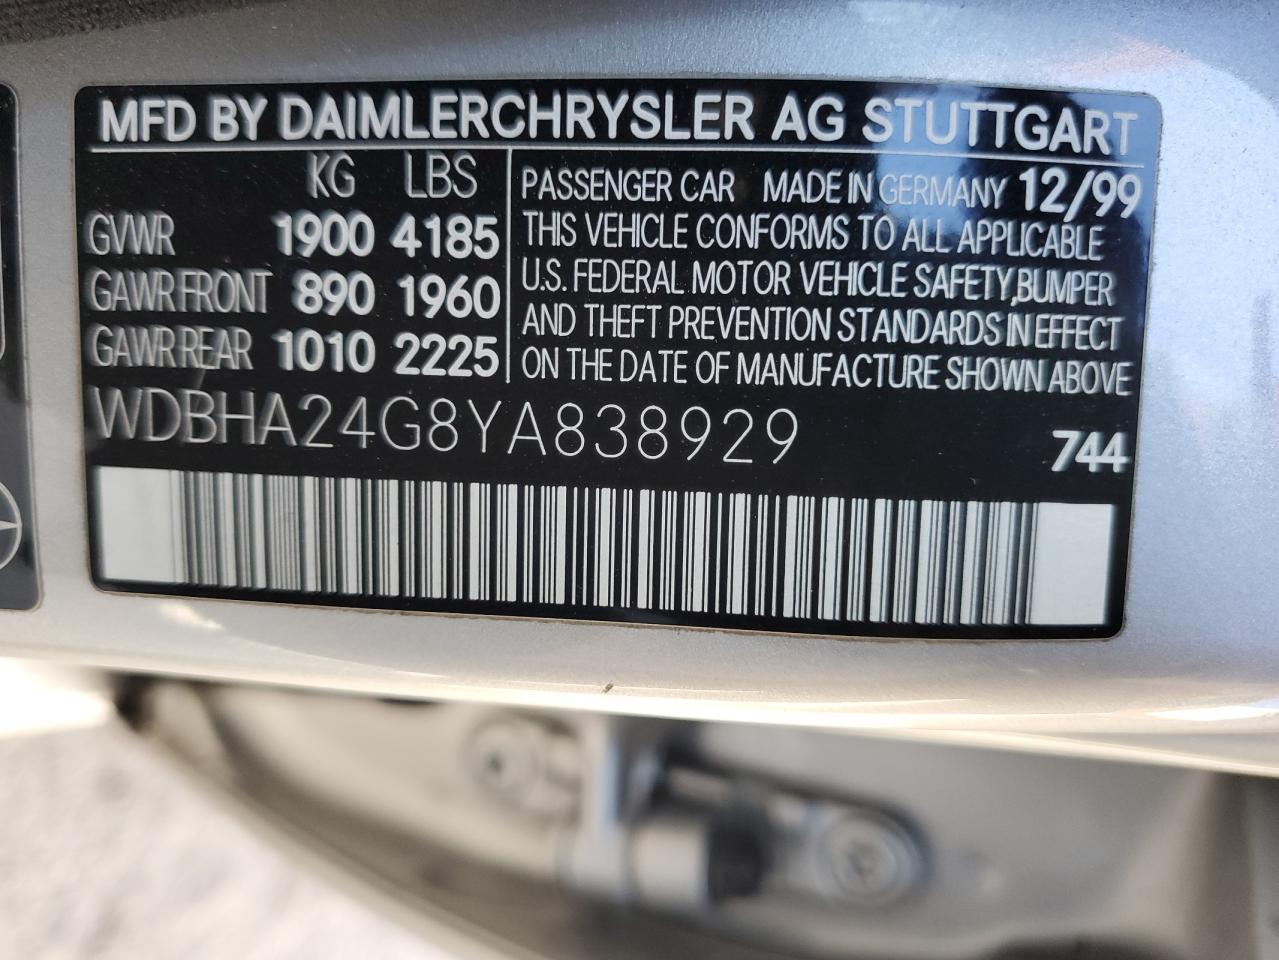 MFD BY DAIMLERCHRYSLER AG STUTTGART
KG LBS
GVWR 1900 4185
GAWR FRONT 890 1960
GAWR REAR 1010 2225
PASSENGER CAR MADE IN GERMANY 12/99
THIS VEHICLE CONFORMS TO ALL APPLICABLE
U.S. FEDERAL MOTOR VEHICLE SAFETY, BUMPER
AND THEFT PREVENTION STANDARDS IN EFFECT
ON THE DATE OF MANUFACTURE SHOWN ABOVE
WDBHA24G8YA838929
744